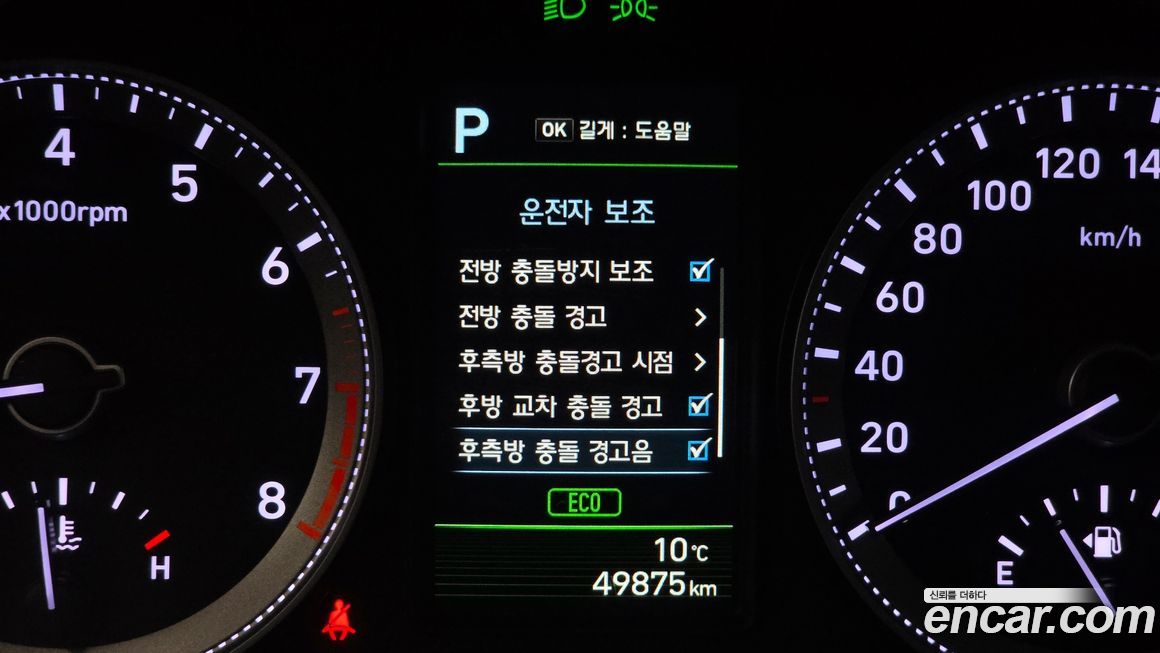 P
OK 길게 : 도움말
운전자 보조
전방 충돌방지 보조
전방 충돌 경고
후측방 충돌경고 시점
후방 교차 충돌 경고
후측방 충돌 경고음
ECO
10°C
49875 km
4
5
6
7
8
x1000rpm
H
0
20
40
60
80
100
120
km/h
E
신뢰를 더하다
encar.com